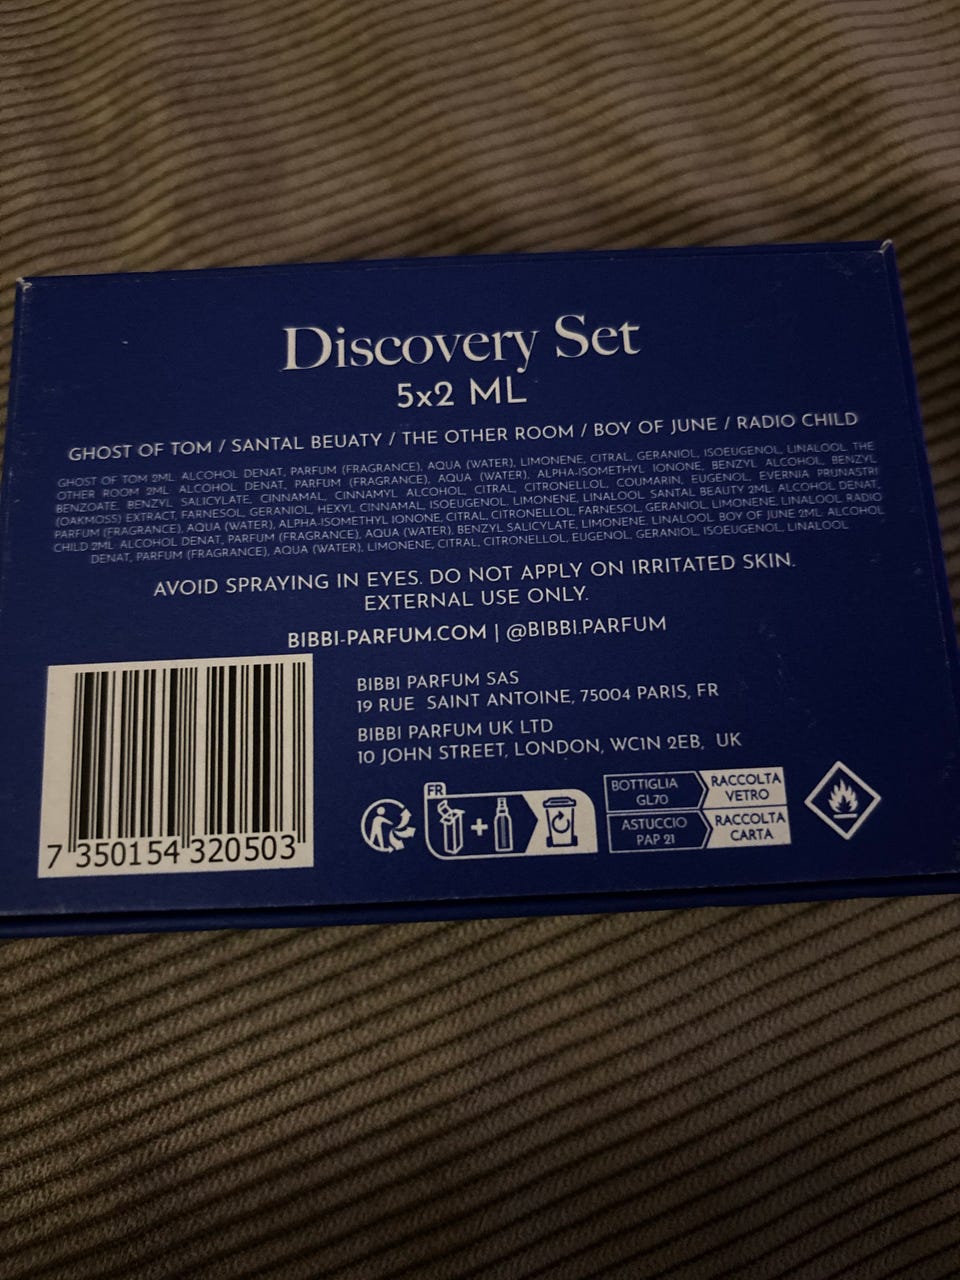 Discovery Set
5x2 ML
GHOST OF TOM / SANTAL BEUATY / THE OTHER ROOM / BOY OF JUNE / RADIO CHILD
GHOST OF TOM 2ML: ALCOHOL DENAT, PARFUM (FRAGRANCE), AQUA (WATER), LIMONENE, CITRAL, GERANIOL, ISOEUGENOL, LINALOOL THE
OTHER ROOM 2ML: ALCOHOL DENAT, PARFUM (FRAGRANCE), AQUA (WATER), ALPHA-ISOMETHYL IONONE, BENZYL ALCOHOL, BENZYL
BENZOATE, BENZYL SALICYLATE, CINNAMAL, CINNAMYL ALCOHOL, CITRAL, CITRONELLOL, COUMARIN, EUGENOL, EVERNIA PRUNASTRI
(OAKMOSS) EXTRACT, FARNESOL, GERANIOL, HEXYL CINNAMAL, ISOEUGENOL, LIMONENE, LINALOOL SANTAL BEAUTY 2ML: ALCOHOL DENAT,
PARFUM (FRAGRANCE), AQUA (WATER), ALPHA-ISOMETHYL IONONE, CITRAL, CITRONELLOL, FARNESOL, GERANIOL, LIMONENE, LINALOOL RADIO
CHILD 2ML: ALCOHOL DENAT, PARFUM (FRAGRANCE), AQUA (WATER), BENZYL SALICYLATE, LIMONENE, LINALOOL BOY OF JUNE 2ML: ALCOHOL
DENAT, PARFUM (FRAGRANCE), AQUA (WATER), LIMONENE, CITRAL, CITRONELLOL, EUGENOL, GERANIOL, ISOEUGENOL, LINALOOL
AVOID SPRAYING IN EYES. DO NOT APPLY ON IRRITATED SKIN.
EXTERNAL USE ONLY.
BIBBI-PARFUM.COM | @BIBBI.PARFUM
BIBBI PARFUM SAS
19 RUE SAINT ANTOINE, 75004 PARIS, FR
BIBBI PARFUM UK LTD
10 JOHN STREET, LONDON, WC1N 2EB, UK
FR
BOTTIGLIA
GL70
RACCOLTA
VETRO
ASTUCCIO
PAP 21
RACCOLTA
CARTA
7 350154 320503